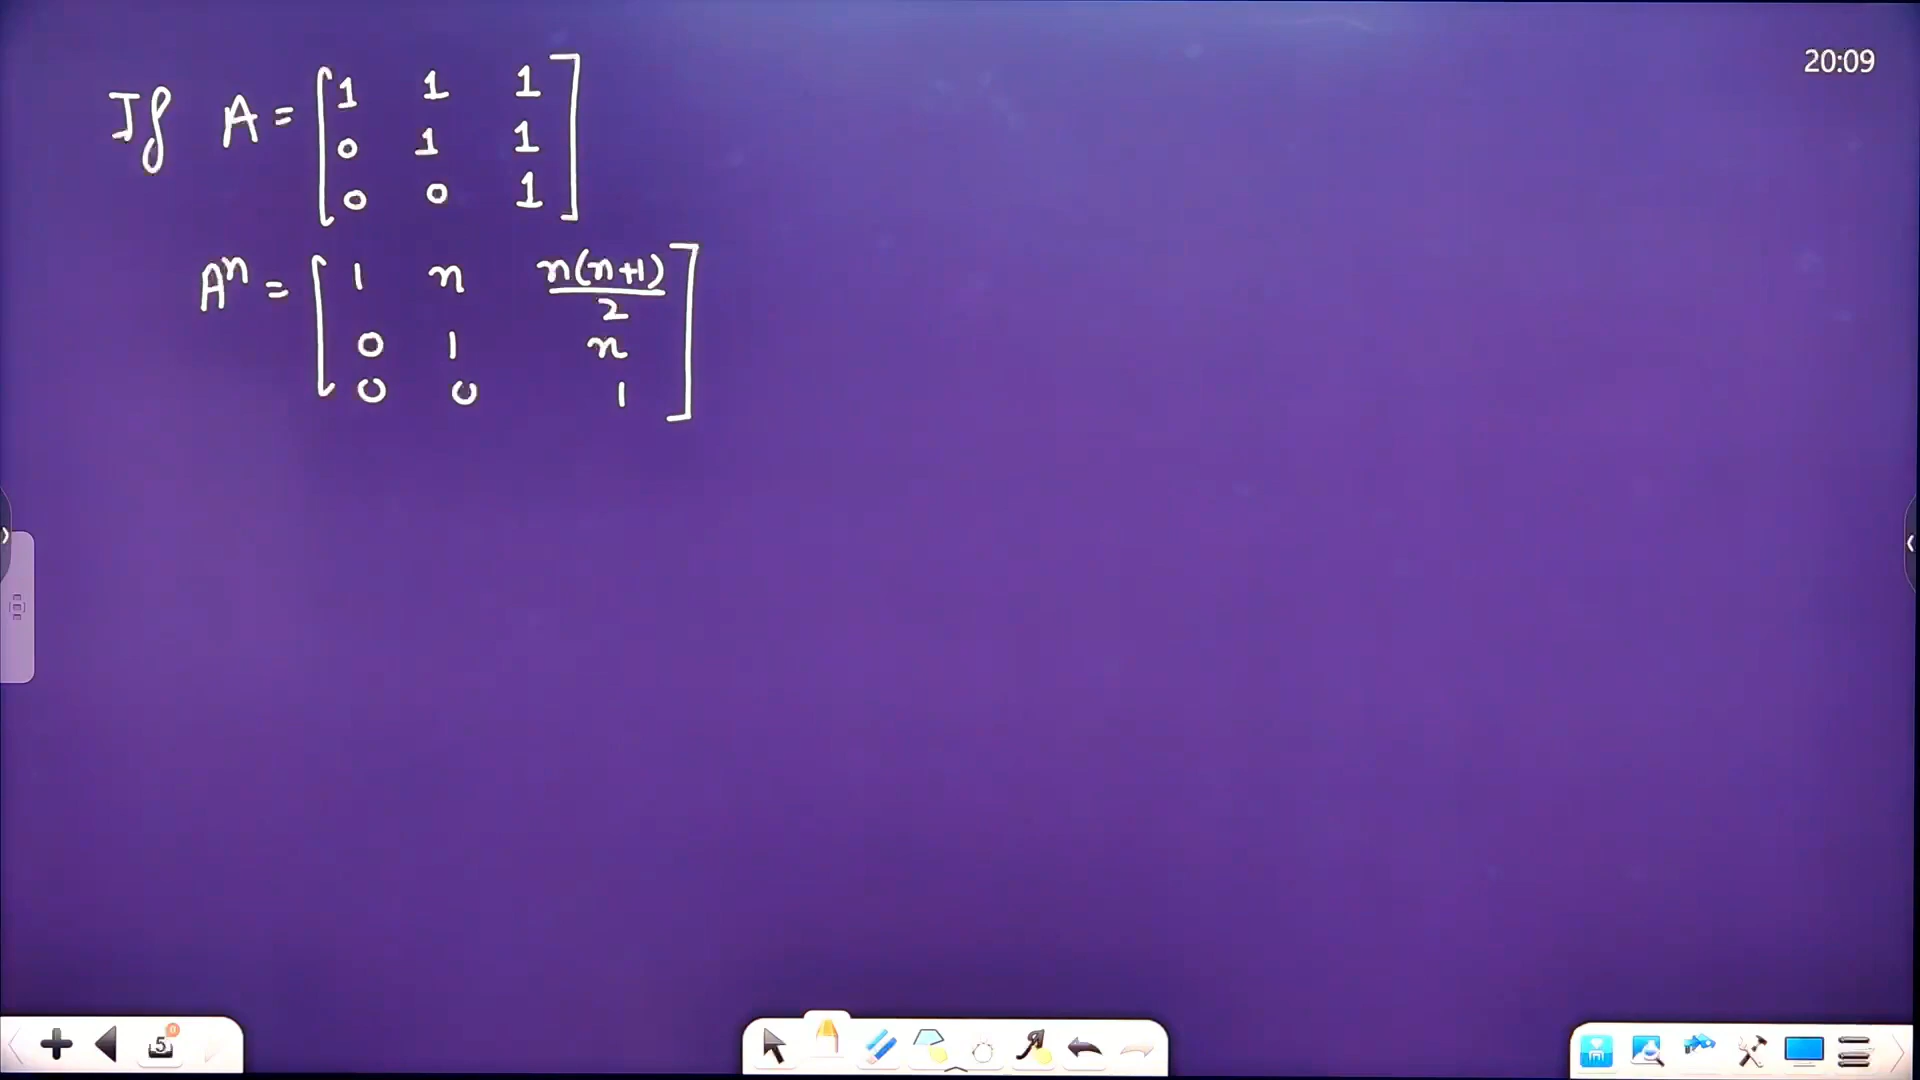 20:09
If A = [1 1 1
0 1 1
0 0 1]
Aⁿ = [1 n n(n+1)/2
0 1 n
0 0 1]
5
0